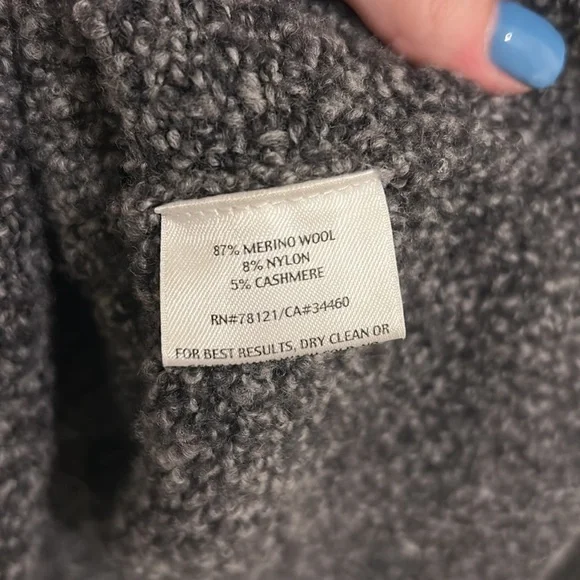 87% MERINO WOOL
8% NYLON
5% CASHMERE
RN#78121/CA#34460
FOR BEST RESULTS, DRY CLEAN OR